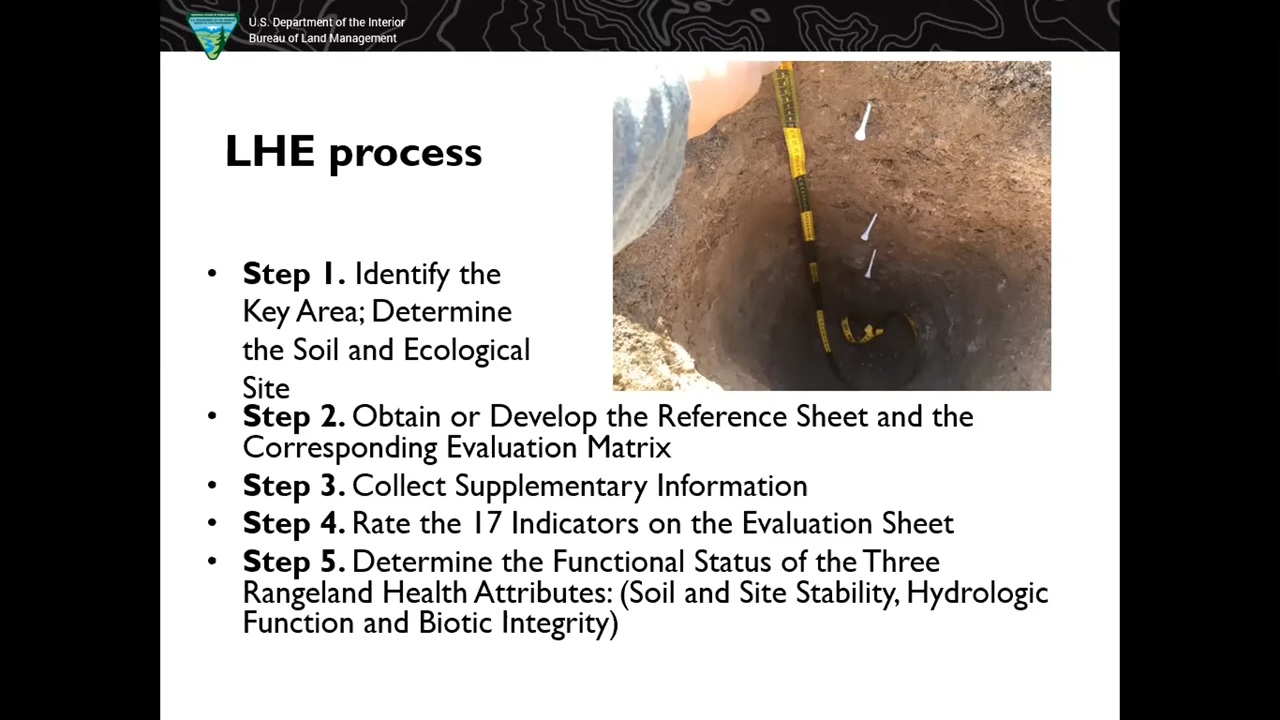 U.S. Department of the Interior
Bureau of Land Management
LHE process
• Step 1. Identify the
Key Area; Determine
the Soil and Ecological
Site
• Step 2. Obtain or Develop the Reference Sheet and the
Corresponding Evaluation Matrix
• Step 3. Collect Supplementary Information
• Step 4. Rate the 17 Indicators on the Evaluation Sheet
• Step 5. Determine the Functional Status of the Three
Rangeland Health Attributes: (Soil and Site Stability, Hydrologic
Function and Biotic Integrity)